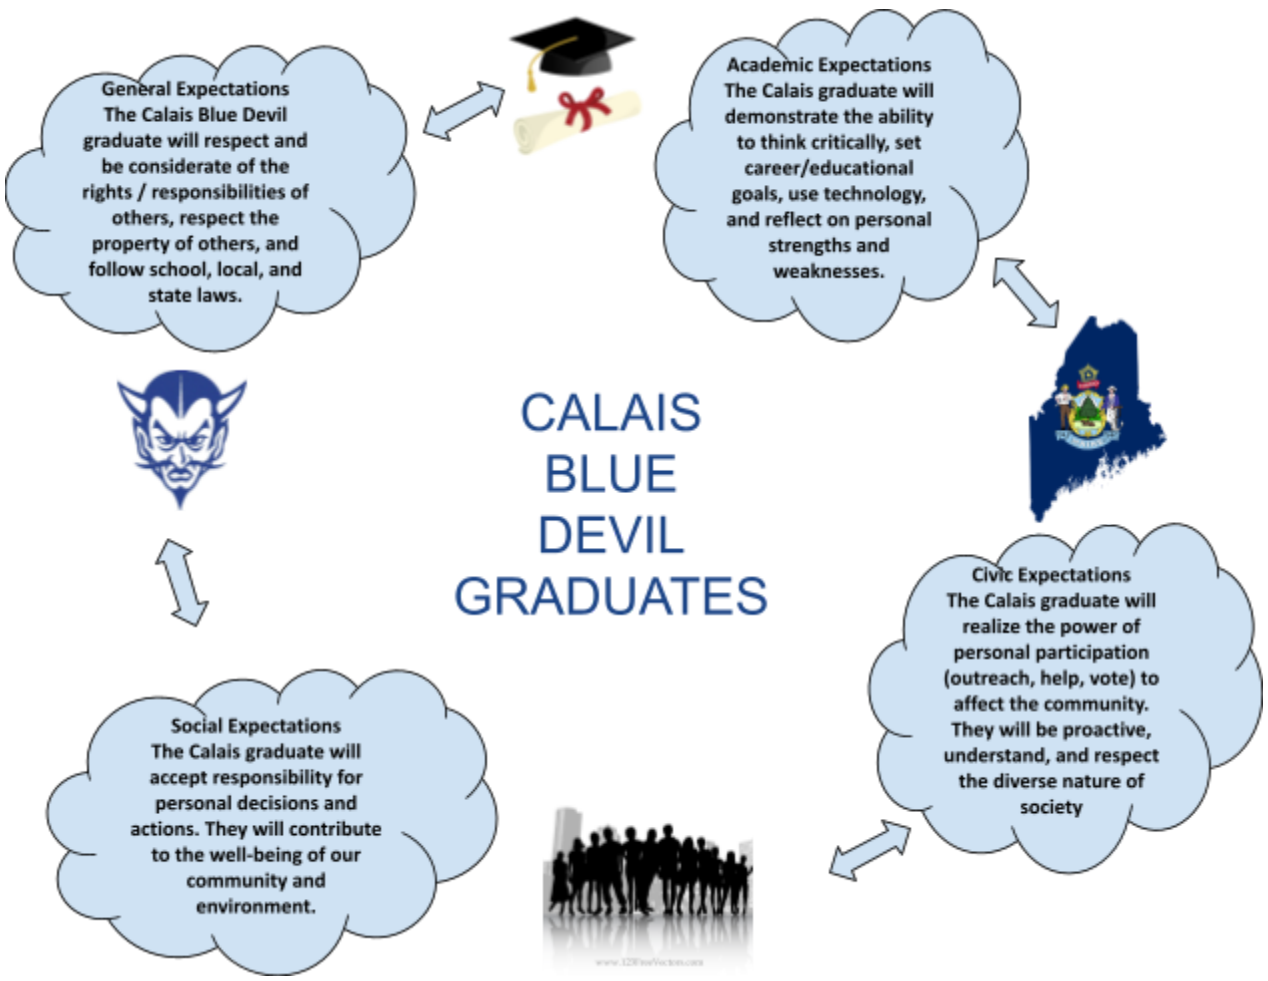 General Expectations
The Calais Blue Devil
graduate will respect and
be considerate of the
rights / responsibilities of
others, respect the
property of others, and
follow school, local, and
state laws.
Academic Expectations
The Calais graduate will
demonstrate the ability
to think critically, set
career/educational
goals, use technology,
and reflect on personal
strengths and
weaknesses.
CALAIS
BLUE
DEVIL
GRADUATES
Civic Expectations
The Calais graduate will
realize the power of
personal participation
(outreach, help, vote) to
affect the community.
They will be proactive,
understand, and respect
the diverse nature of
society
Social Expectations
The Calais graduate will
accept responsibility for
personal decisions and
actions. They will contribute
to the well-being of our
community and
environment.
www.123FreeVectors.com